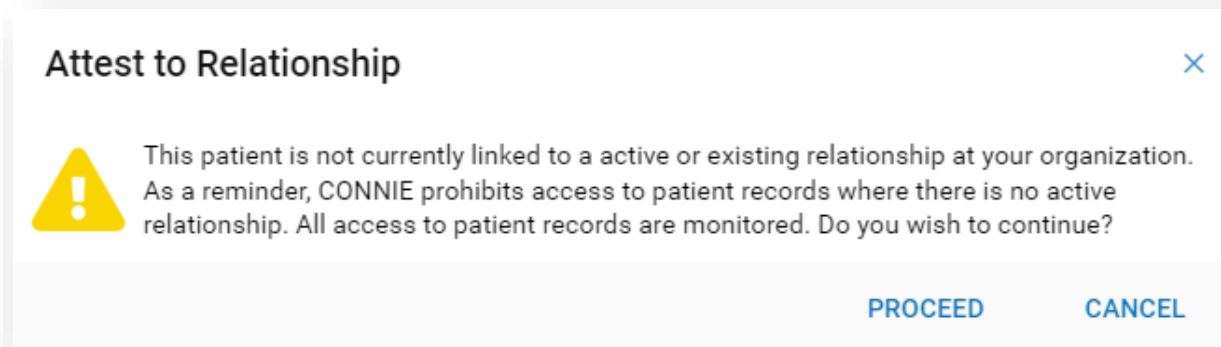 Attest to Relationship
This patient is not currently linked to a active or existing relationship at your organization.
As a reminder, CONNIE prohibits access to patient records where there is no active
relationship. All access to patient records are monitored. Do you wish to continue?
PROCEED CANCEL